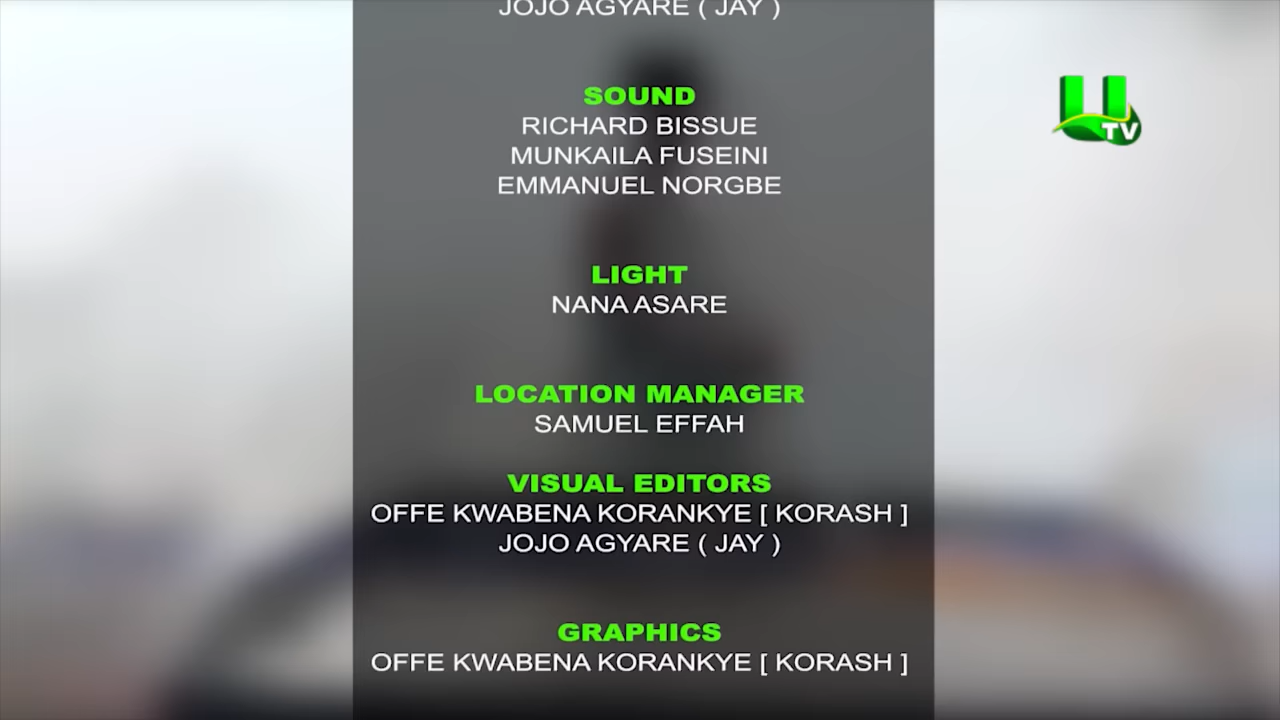 JOJO AGYARE ( JAY )
SOUND
RICHARD BISSUE
MUNKAILA FUSEINI
EMMANUEL NORGBE
LIGHT
NANA ASARE
LOCATION MANAGER
SAMUEL EFFAH
VISUAL EDITORS
OFFE KWABENA KORANKYE [ KORASH ]
JOJO AGYARE ( JAY )
GRAPHICS
OFFE KWABENA KORANKYE [ KORASH ]
U TV